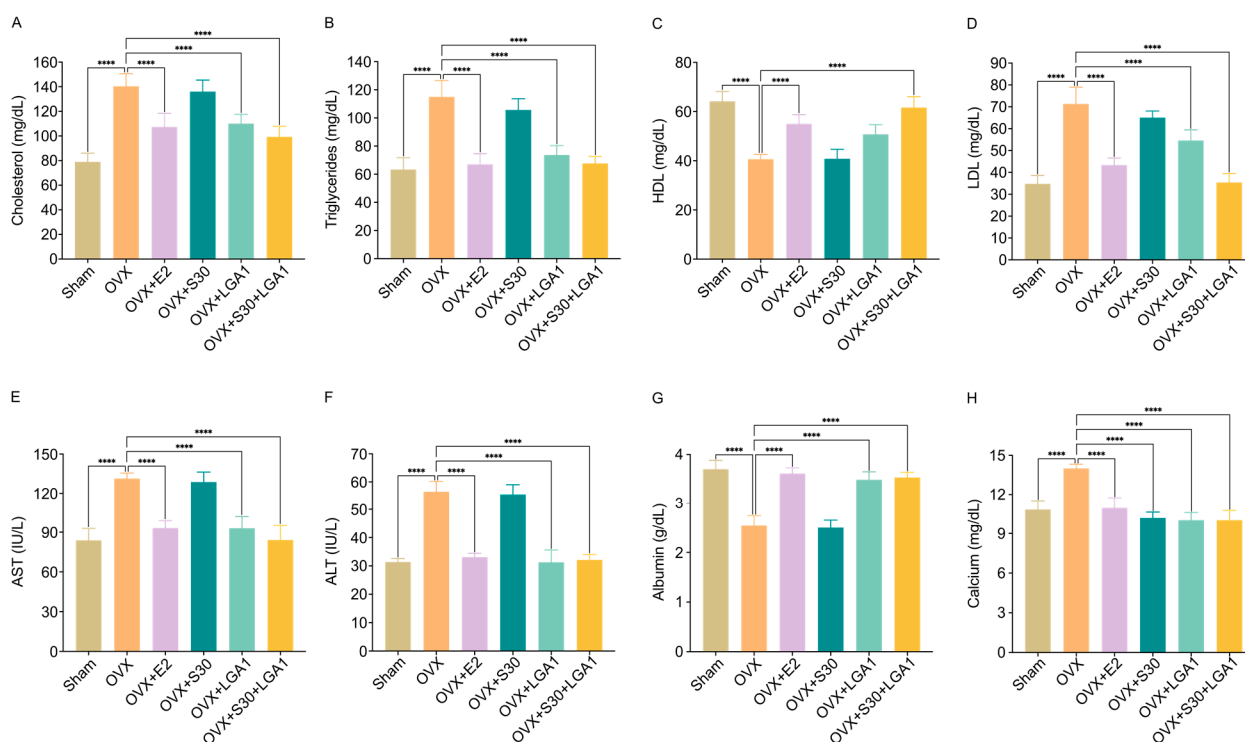 A
****
****
**** ****
Cholesterol (mg/dL)
160
140
120
100
80
60
40
20
0
Sham
OVX
OVX+E2
OVX+S30
OVX+LGA1
OVX+S30+LGA1
B
****
****
**** ****
Triglycerides (mg/dL)
140
120
100
80
60
40
20
0
Sham
OVX
OVX+E2
OVX+S30
OVX+LGA1
OVX+S30+LGA1
C
****
**** ****
HDL (mg/dL)
80
60
40
20
0
Sham
OVX
OVX+E2
OVX+S30
OVX+LGA1
OVX+S30+LGA1
D
****
****
**** ****
LDL (mg/dL)
90
80
70
60
50
40
30
20
10
0
Sham
OVX
OVX+E2
OVX+S30
OVX+LGA1
OVX+S30+LGA1
E
****
****
**** ****
AST (IU/L)
150
120
90
60
30
0
Sham
OVX
OVX+E2
OVX+S30
OVX+LGA1
OVX+S30+LGA1
F
****
****
**** ****
ALT (IU/L)
70
60
50
40
30
20
10
0
Sham
OVX
OVX+E2
OVX+S30
OVX+LGA1
OVX+S30+LGA1
G
****
****
**** ****
Albumin (g/dL)
4
3
2
1
0
Sham
OVX
OVX+E2
OVX+S30
OVX+LGA1
OVX+S30+LGA1
H
****
****
****
**** ****
Calcium (mg/dL)
15
12
9
6
3
0
Sham
OVX
OVX+E2
OVX+S30
OVX+LGA1
OVX+S30+LGA1